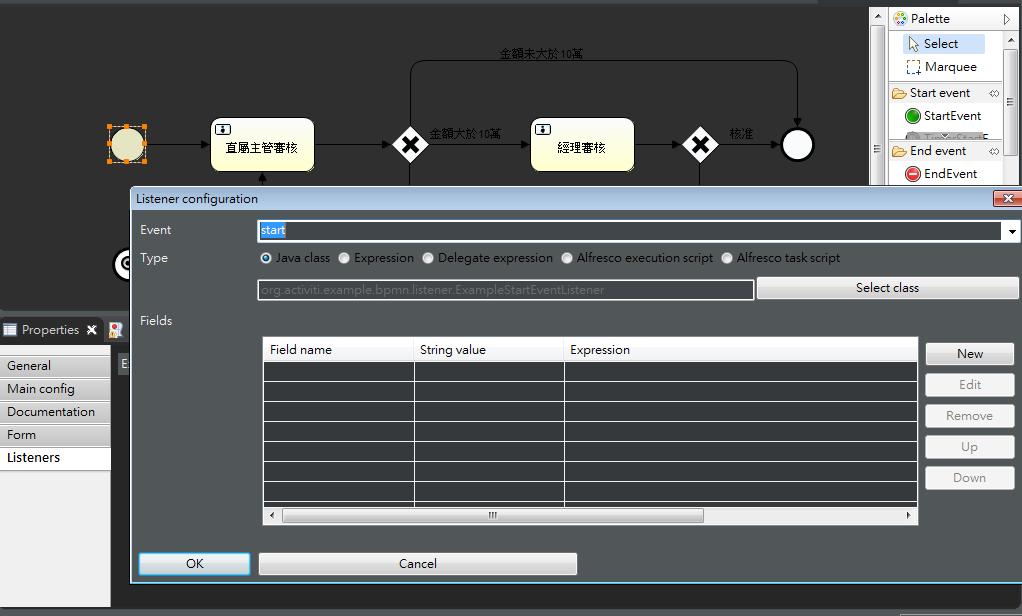 Palette
Select
Marquee
Start event
StartEvent
End event
EndEvent
金額未大於10萬
直屬主管審核
金額大於10萬
經理審核
核准
Listener configuration
Event
start
Type
Java class
Expression
Delegate expression
Alfresco execution script
Alfresco task script
org.activiti.example.bpmn.listener.ExampleStartEventListener
Select class
Fields
Field name
String value
Expression
New
Edit
Remove
Up
Down
OK
Cancel
Properties
General
Main config
Documentation
Form
Listeners